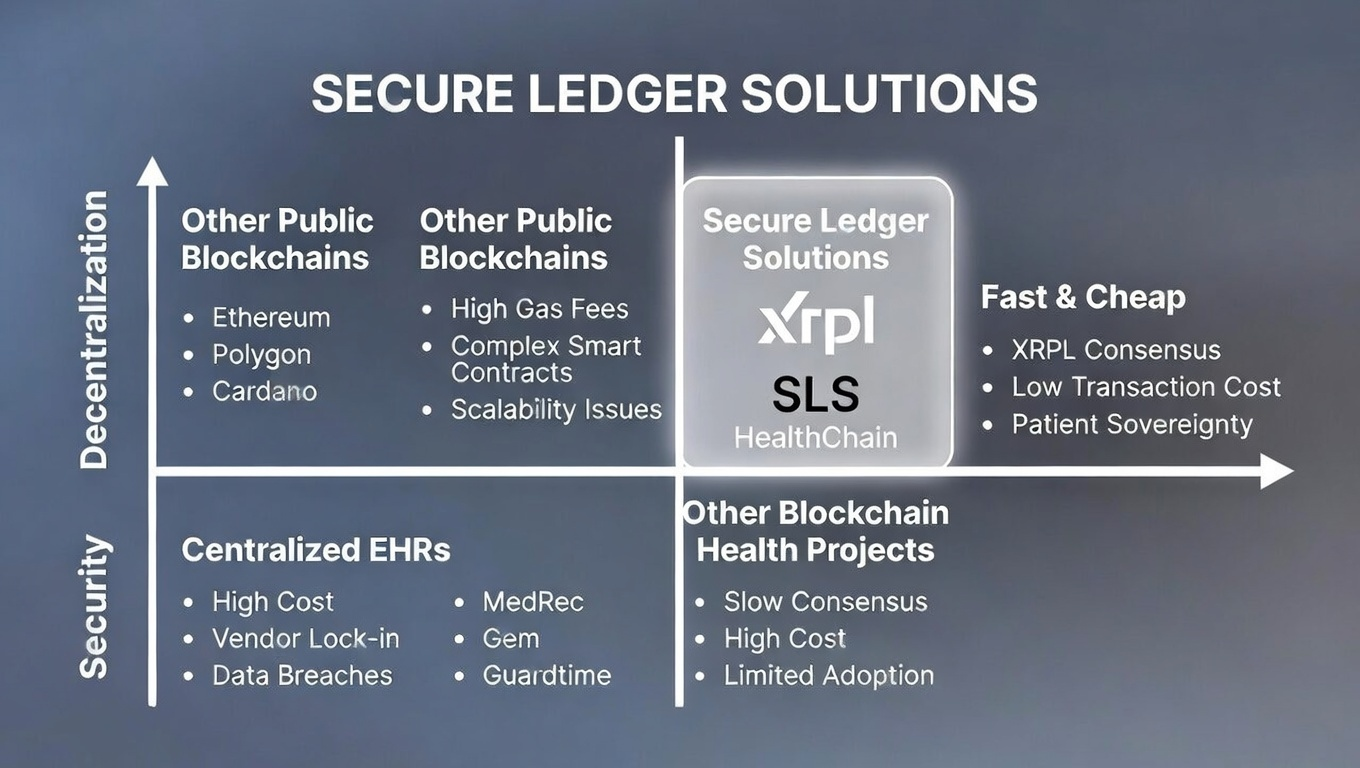 SECURE LEDGER SOLUTIONS
Decentralization
Other Public
Blockchains
• Ethereum
• Polygon
• Cardano
Other Public
Blockchains
• High Gas Fees
• Complex Smart
Contracts
• Scalability Issues
Secure Ledger
Solutions
xrpl
SLS
HealthChain
Fast & Cheap
• XRPL Consensus
• Low Transaction Cost
• Patient Sovereignty
Security
Centralized EHRs
• High Cost
• Vendor Lock-in
• Data Breaches
• MedRec
• Gem
• Guardtime
Other Blockchain
Health Projects
• Slow Consensus
• High Cost
• Limited Adoption